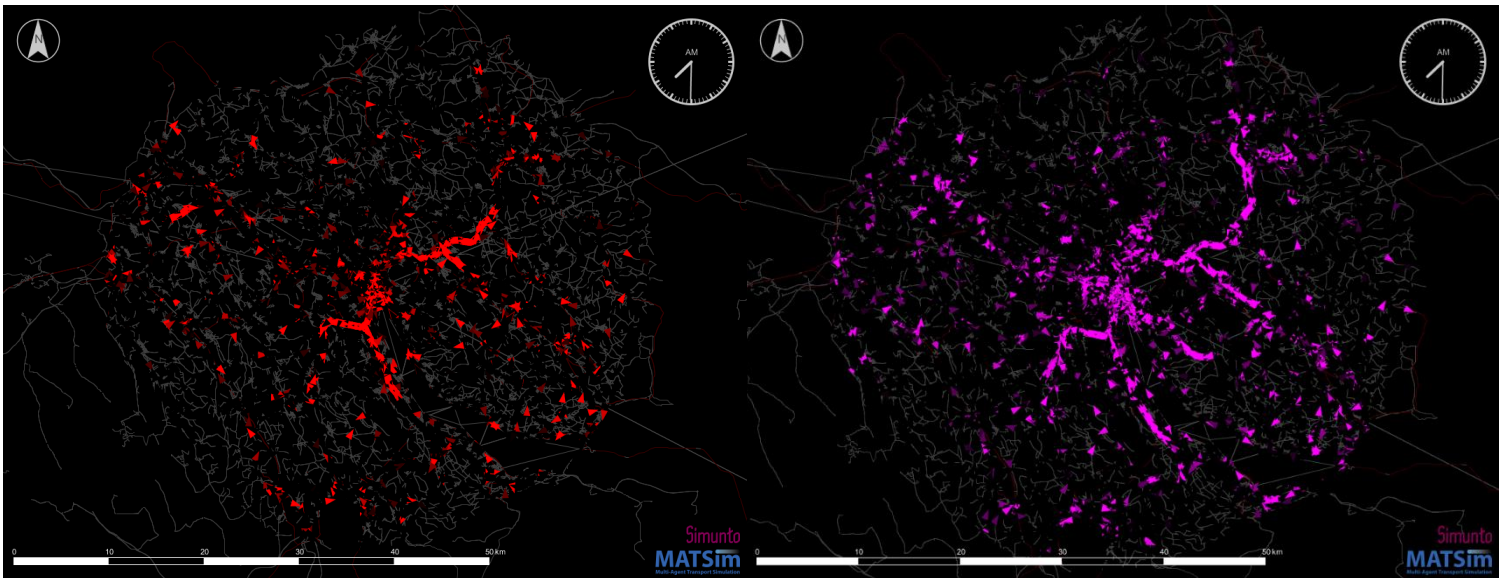 N
AM
N
AM
Simunto
MATSim
Multi-Agent Transport Simulation
0 10 20 30 40 50 km
Simunto
MATSim
Multi-Agent Transport Simulation
0 10 20 30 40 50 km